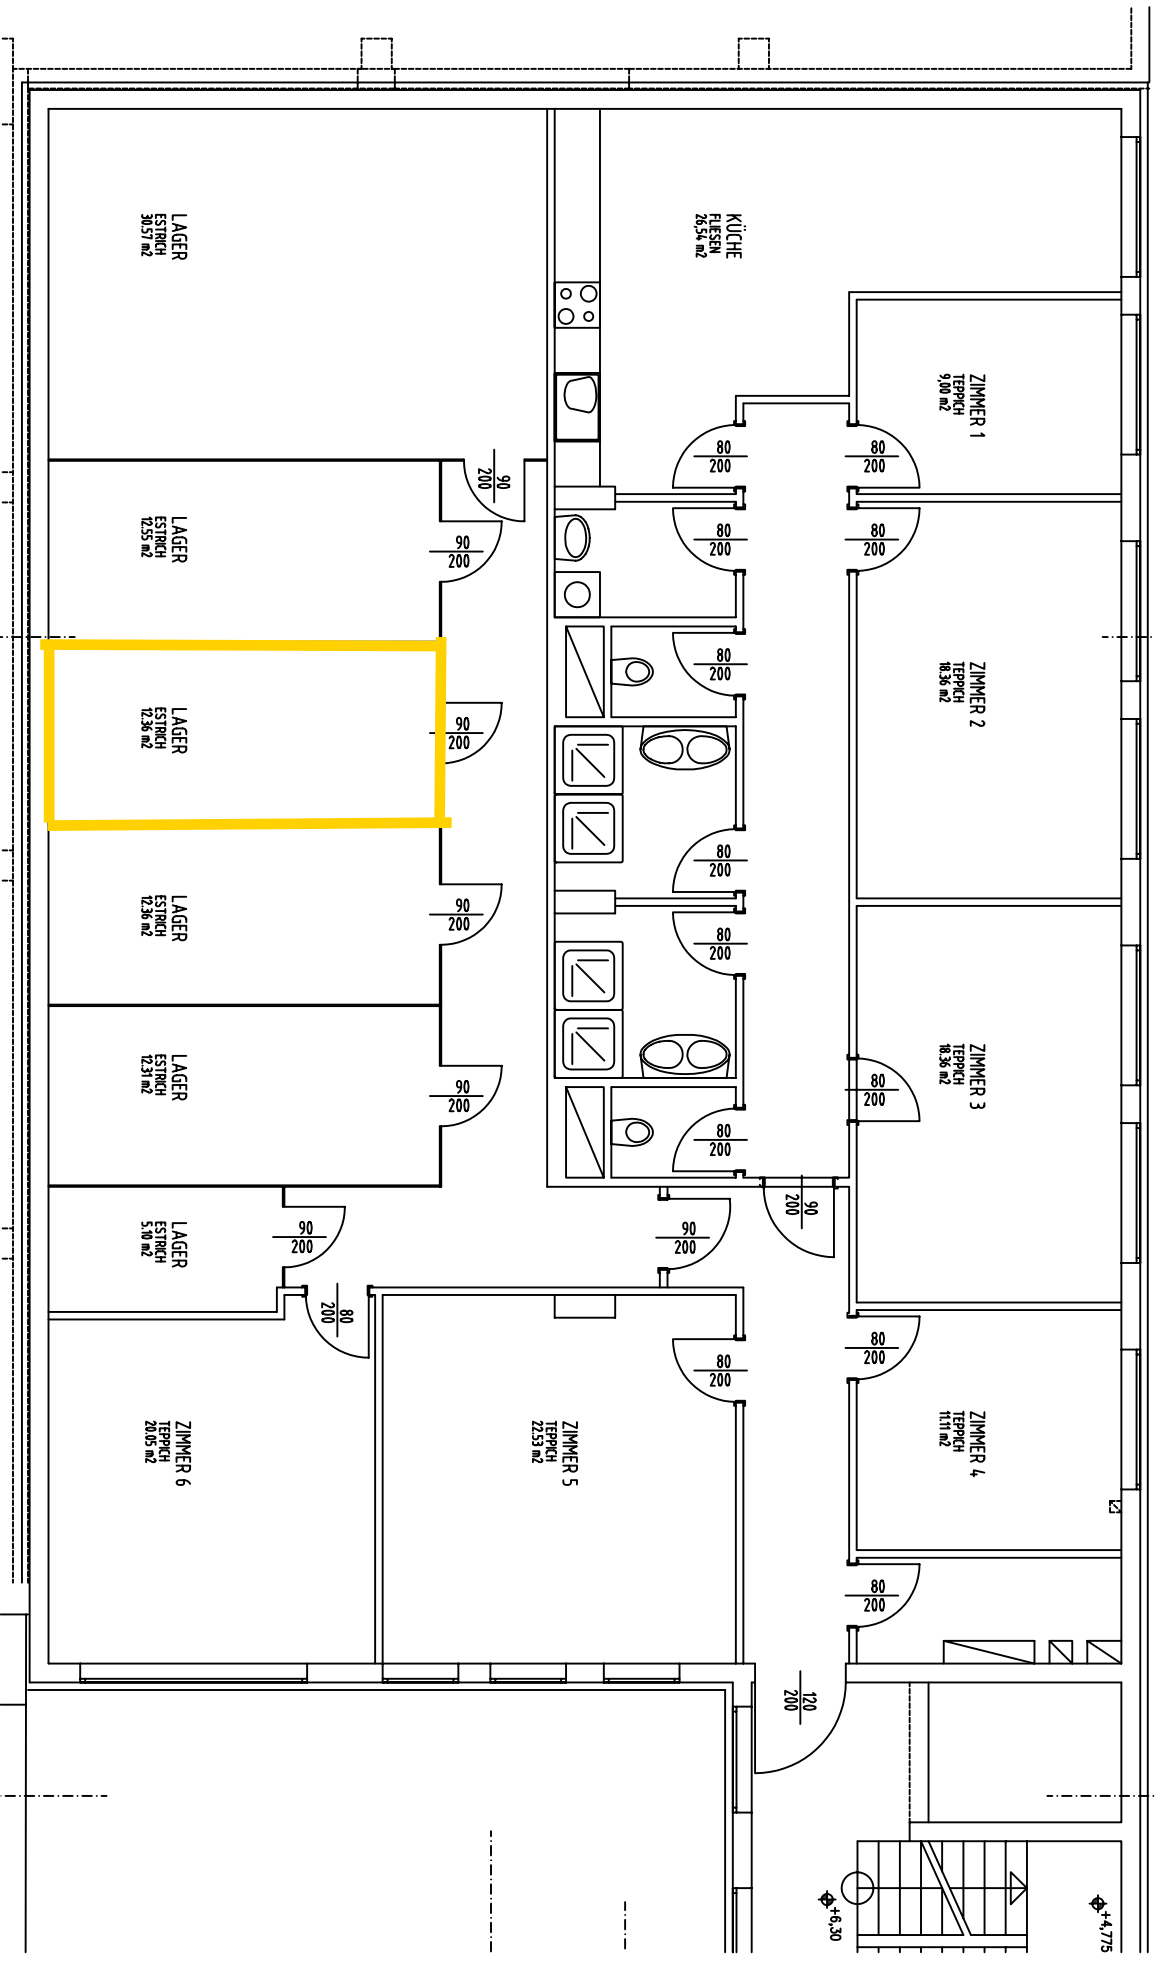 LAGER
ESTRICH
30.57 m2
KÜCHE
FLIESEN
26,54 m2
ZIMMER 1
TEPPICH
9,00 m2
80
200
80
200
90
200
LAGER
ESTRICH
12.55 m2
90
200
80
200
80
200
LAGER
ESTRICH
12.36 m2
90
200
80
200
ZIMMER 2
TEPPICH
18.36 m2
80
200
LAGER
ESTRICH
12.36 m2
90
200
80
200
LAGER
ESTRICH
12.31 m2
90
200
80
200
ZIMMER 3
TEPPICH
18.36 m2
80
200
90
200
LAGER
ESTRICH
5.10 m2
90
200
90
200
80
200
80
200
80
200
ZIMMER 6
TEPPICH
20.05 m2
ZIMMER 5
TEPPICH
22.53 m2
ZIMMER 4
TEPPICH
11.11 m2
80
200
120
200
+6,30
+4,775